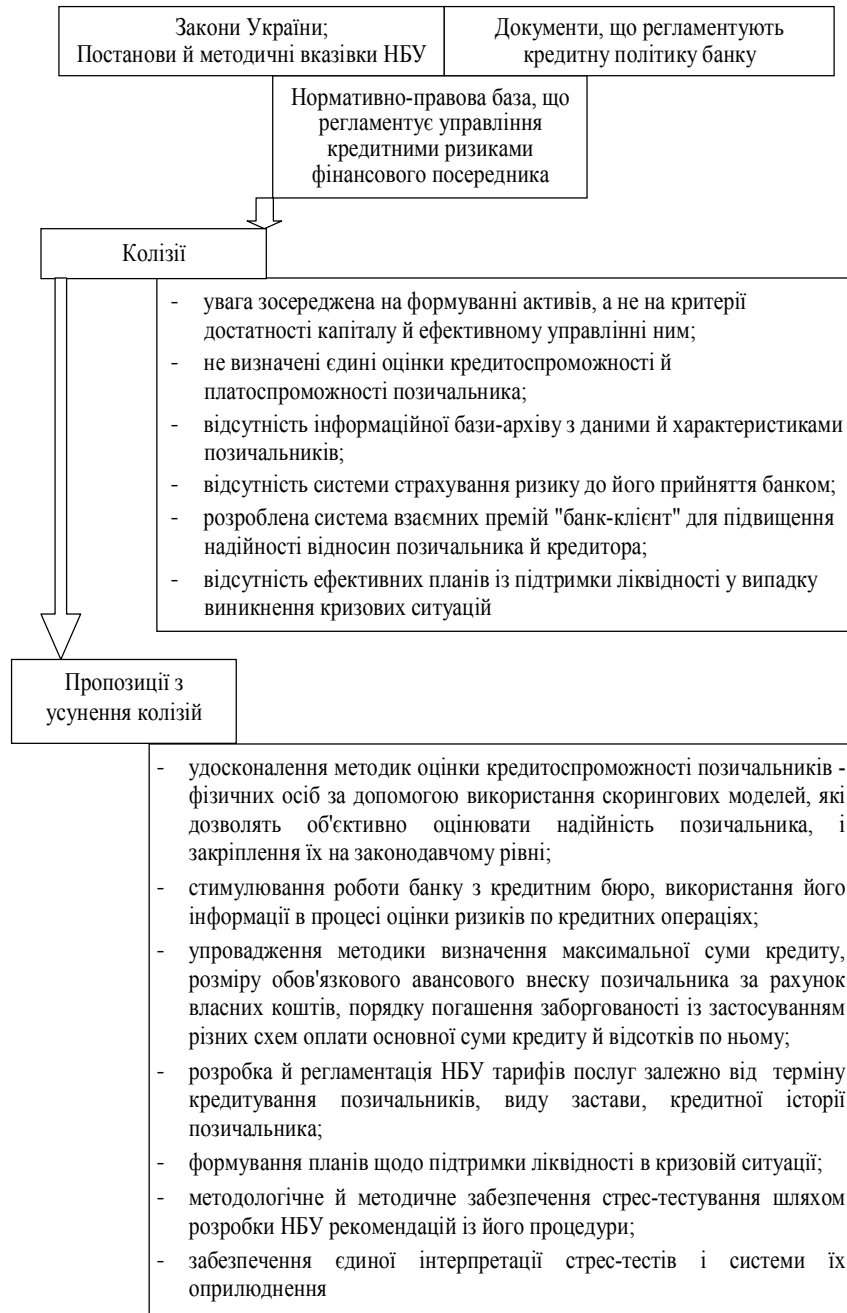 Закони України;
Постанови й методичні вказівки НБУ
Документи, що регламентують
кредитну політику банку
Нормативно-правова база, що
регламентує управління
кредитними ризиками
фінансового посередника
Колізії
- увага зосереджена на формуванні активів, а не на критерії
достатності капіталу й ефективному управлінні ним;
- не визначені єдині оцінки кредитоспроможності й
платоспроможності позичальника;
- відсутність інформаційної бази-архіву з даними й характеристиками
позичальників;
- відсутність системи страхування ризику до його прийняття банком;
- розроблена система взаємних премій "банк-клієнт" для підвищення
надійності відносин позичальника й кредитора;
- відсутність ефективних планів із підтримки ліквідності у випадку
виникнення кризових ситуацій
Пропозиції з
усунення колізій
- удосконалення методик оцінки кредитоспроможності позичальників -
фізичних осіб за допомогою використання скорингових моделей, які
дозволять об'єктивно оцінювати надійність позичальника, і
закріплення їх на законодавчому рівні;
- стимулювання роботи банку з кредитним бюро, використання його
інформації в процесі оцінки ризиків по кредитних операціях;
- упровадження методики визначення максимальної суми кредиту,
розміру обов'язкового авансового внеску позичальника за рахунок
власних коштів, порядку погашення заборгованості із застосуванням
різних схем оплати основної суми кредиту й відсотків по ньому;
- розробка й регламентація НБУ тарифів послуг залежно від терміну
кредитування позичальників, виду застави, кредитної історії
позичальника;
- формування планів щодо підтримки ліквідності в кризовій ситуації;
- методологічне й методичне забезпечення стрес-тестування шляхом
розробки НБУ рекомендацій із його процедури;
- забезпечення єдиної інтерпретації стрес-тестів і системи їх
оприлюднення